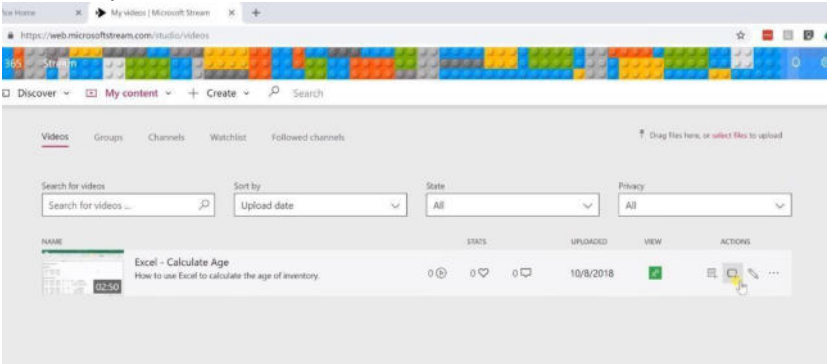 ice Home
My videos | Microsoft Stream
https://web.microsoftstream.com/studio/videos
365 Stream
Discover My content Create Search
Videos Groups Channels Watchlist Followed channels Drag files here, or select files to upload
Search for videos Sort by State Privacy
Search for videos ... Upload date All All
NAME STATS UPLOADED VIEW ACTIONS
Excel - Calculate Age
How to use Excel to calculate the age of inventory.
02:50 0 0 0 10/8/2018